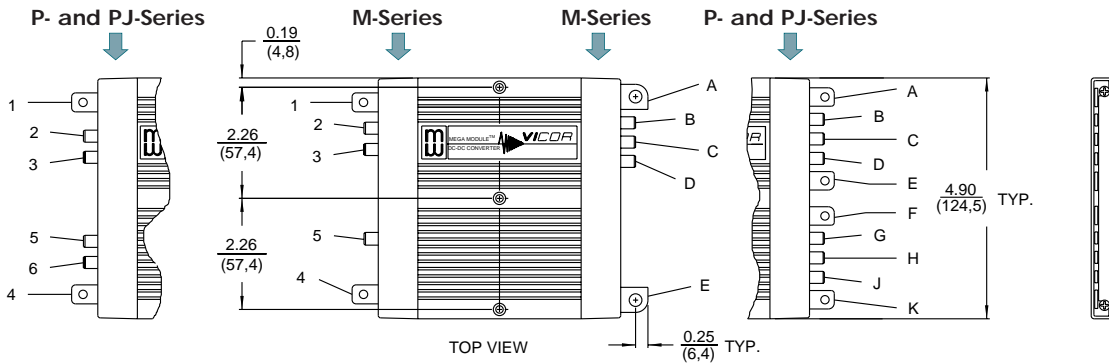 P- and PJ-Series
M-Series
M-Series
P- and PJ-Series
0.19
(4,8)
1
2
3
5
6
4
2.26
(57,4)
2.26
(57,4)
1
2
3
5
4
MEGA MODULE™
DC-DC CONVERTER
VICOR
A
B
C
D
E
TOP VIEW
0.25
(6,4)
TYP.
OR
A
B
C
D
E
F
G
H
J
K
4.90
(124,5)
TYP.